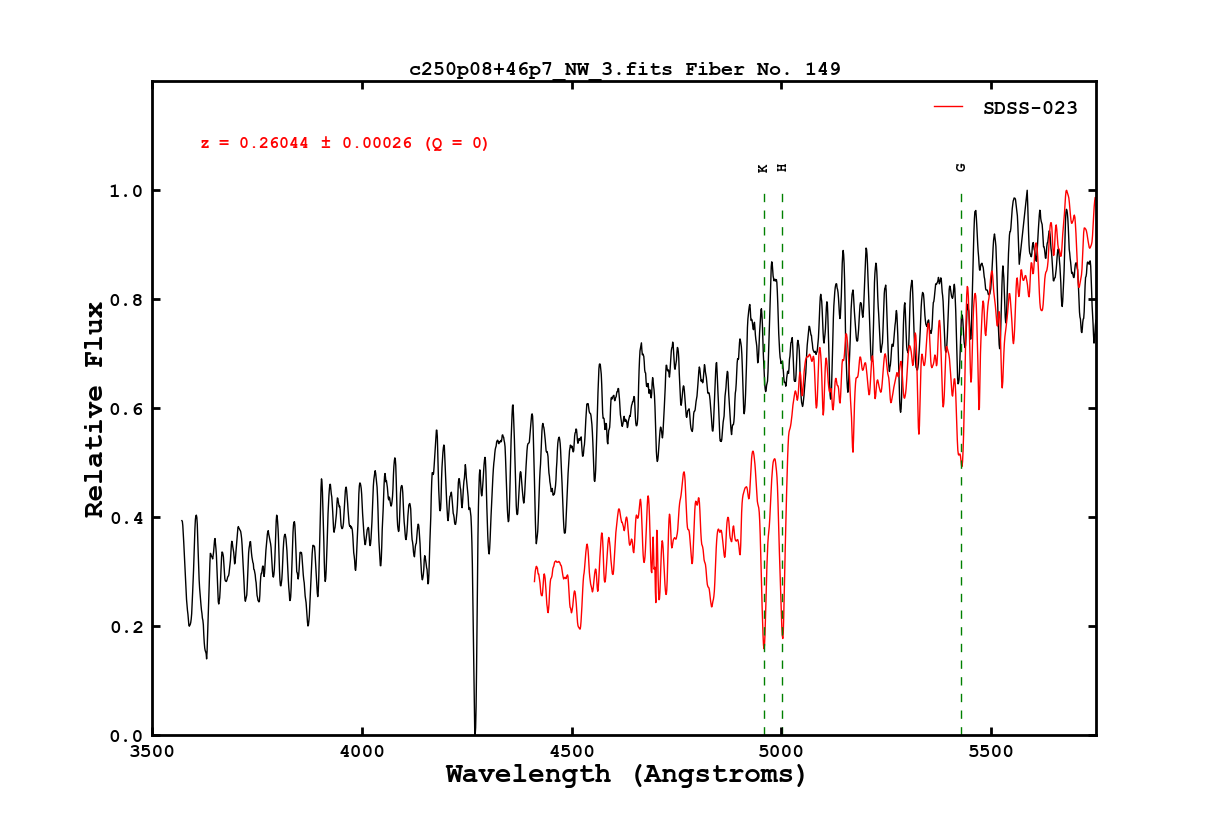 c250p08+46p7_NW_3.fits Fiber No. 149
SDSS-023
z = 0.26044 ± 0.00026 (Q = 0)
K H G
1.0
0.8
0.6
0.4
0.2
0.0
Relative Flux
3500 4000 4500 5000 5500
Wavelength (Angstroms)